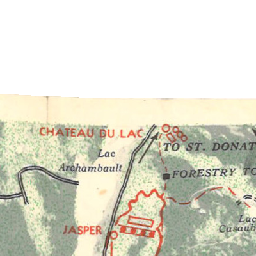 CHATEAU DU LAC
TO ST. DONAT
Lac
Archambault
FORESTRY TO
Lac
JASPER